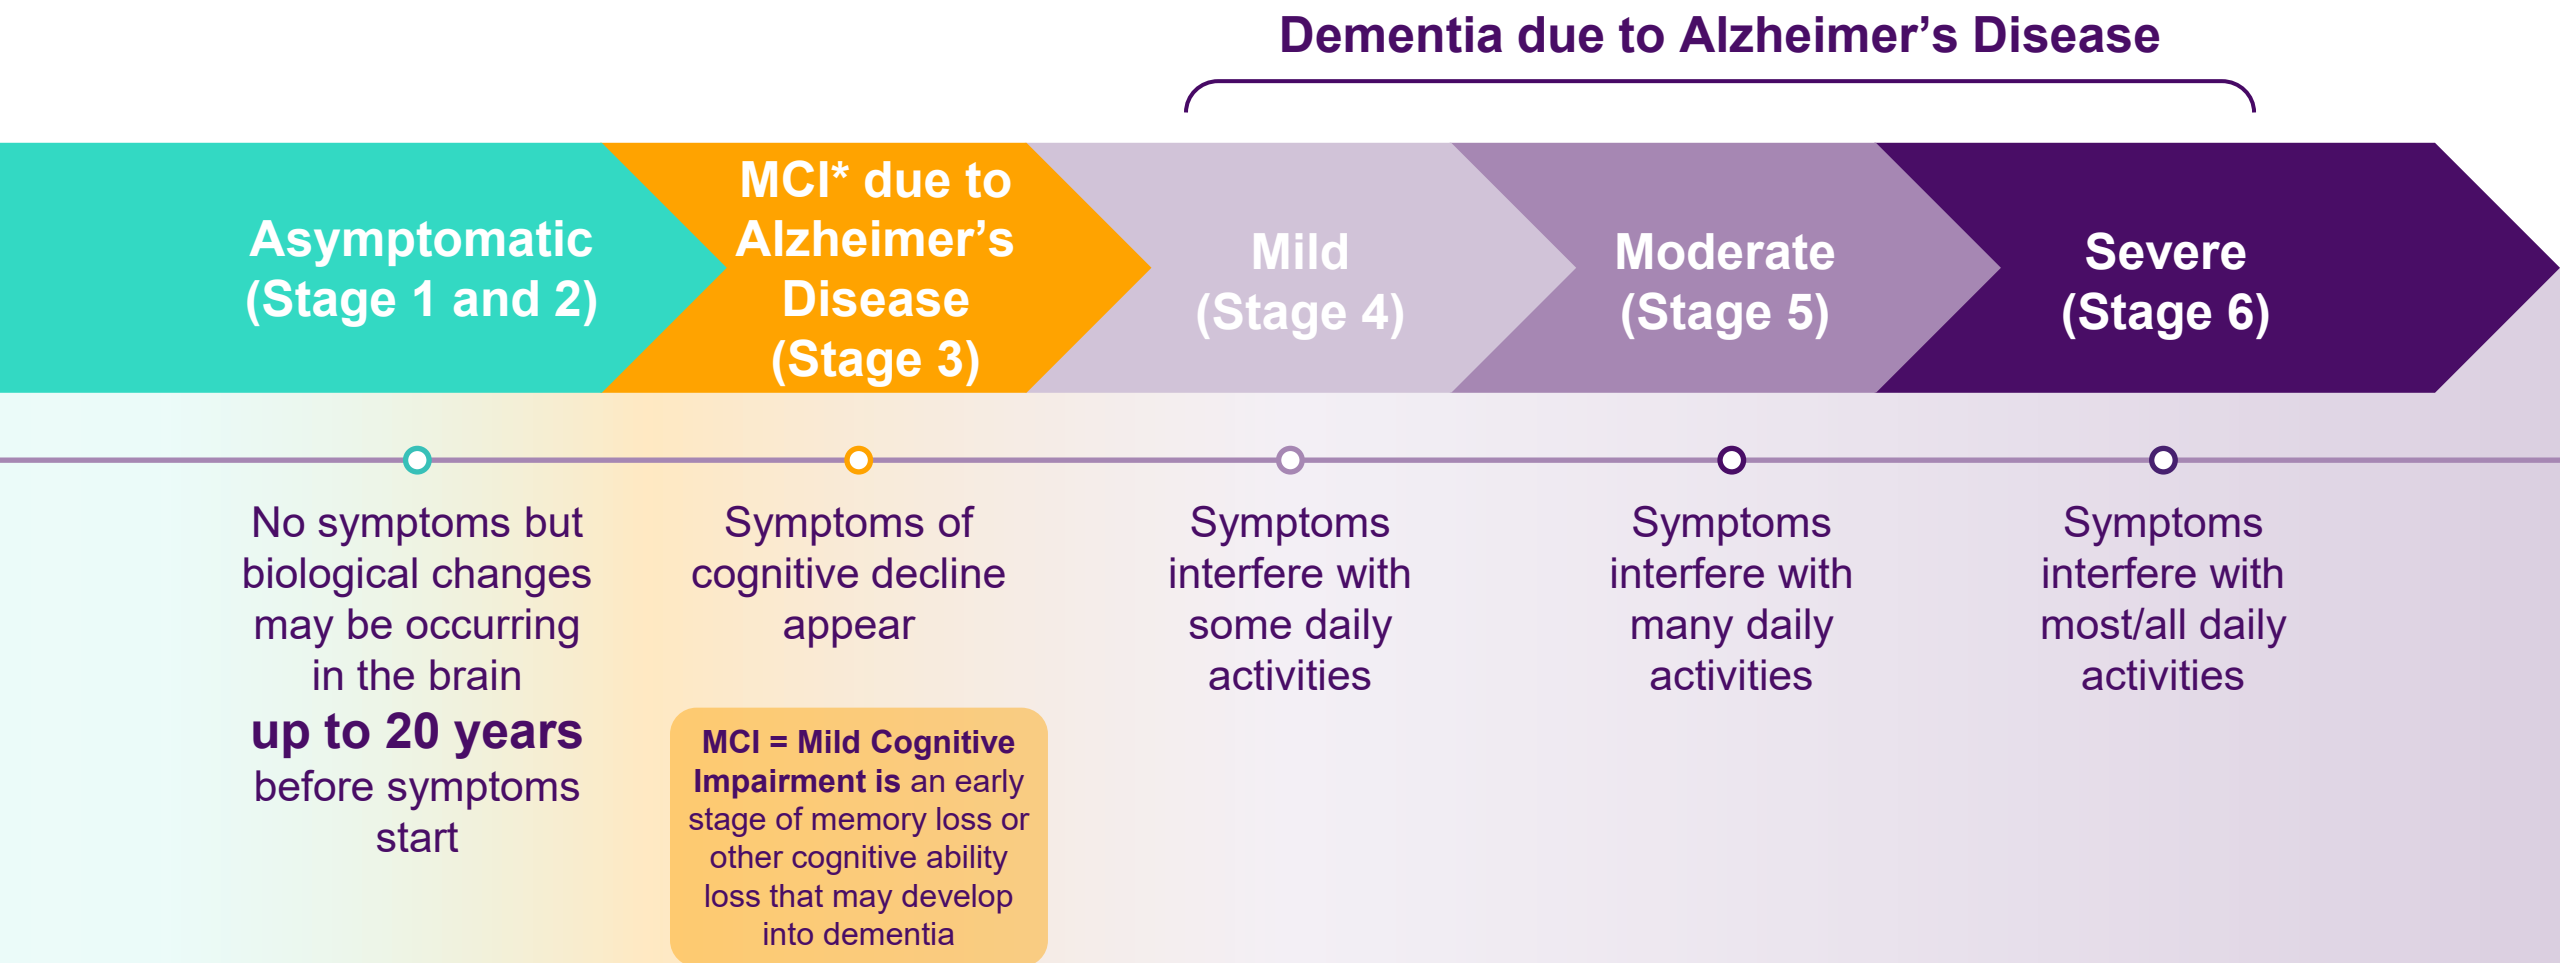 Dementia due to Alzheimer’s Disease
Asymptomatic
(Stage 1 and 2)
MCI* due to
Alzheimer’s
Disease
(Stage 3)
Mild
(Stage 4)
Moderate
(Stage 5)
Severe
(Stage 6)
No symptoms but
biological changes
may be occurring
in the brain
up to 20 years
before symptoms
start
Symptoms of
cognitive decline
appear
MCI = Mild Cognitive
Impairment is an early
stage of memory loss or
other cognitive ability
loss that may develop
into dementia
Symptoms
interfere with
some daily
activities
Symptoms
interfere with
many daily
activities
Symptoms
interfere with
most/all daily
activities